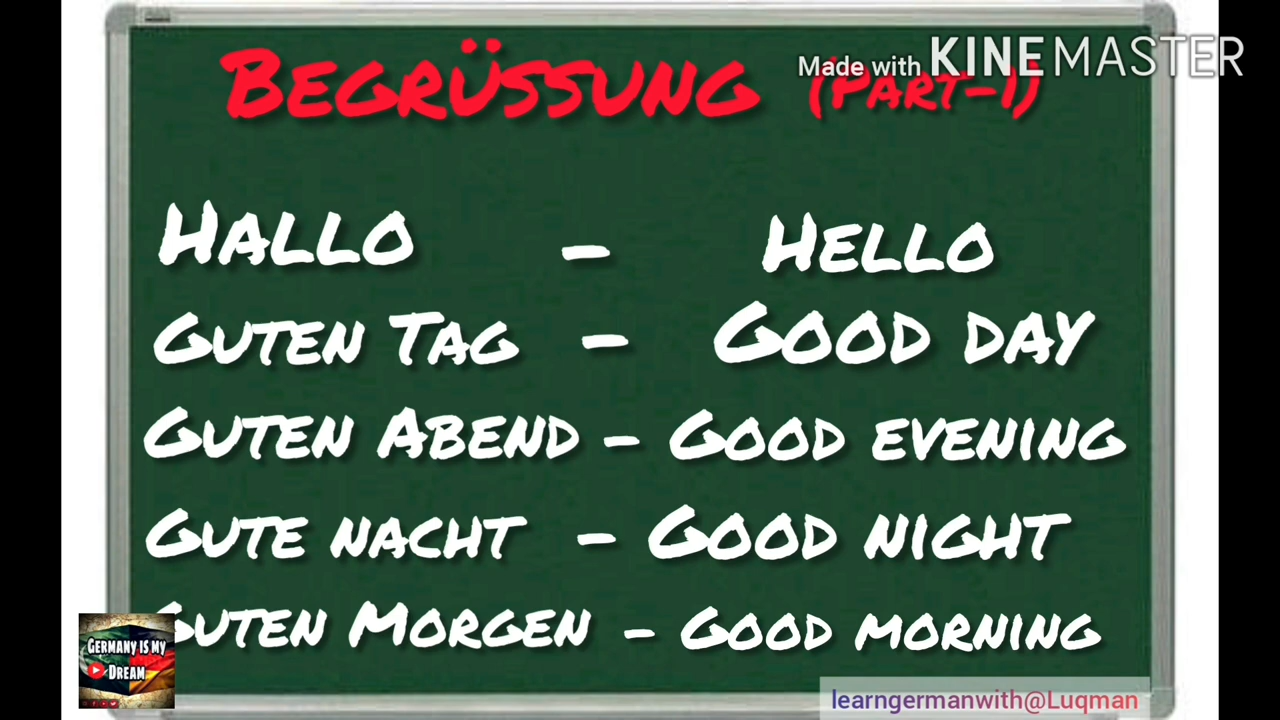 Made with KINEMASTER
BEGRÜSSUNG (PART-1)
HALLO - HELLO
GUTEN TAG - GOOD DAY
GUTEN ABEND - GOOD EVENING
GUTE NACHT - GOOD NIGHT
GUTEN MORGEN - GOOD MORNING
GERMANY IS MY
DREAM
learngermanwith@Luqman